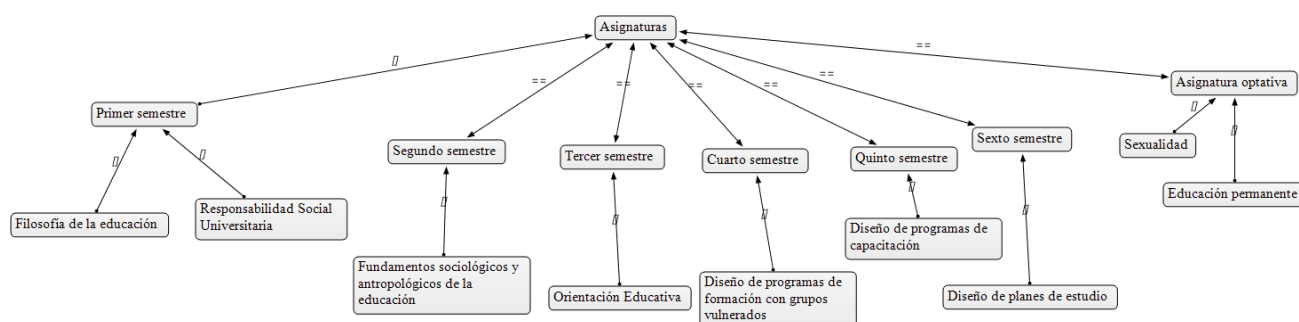 Asignaturas
==
==
==
==
==
==
Asignatura optativa
Primer semestre
Segundo semestre
Tercer semestre
Cuarto semestre
Quinto semestre
Sexto semestre
Sexualidad
Educación permanente
Filosofía de la educación
Responsabilidad Social
Universitaria
Diseño de programas de
capacitación
Fundamentos sociológicos y
antropológicos de la
educación
Orientación Educativa
Diseño de programas de
formación con grupos
vulnerados
Diseño de planes de estudio